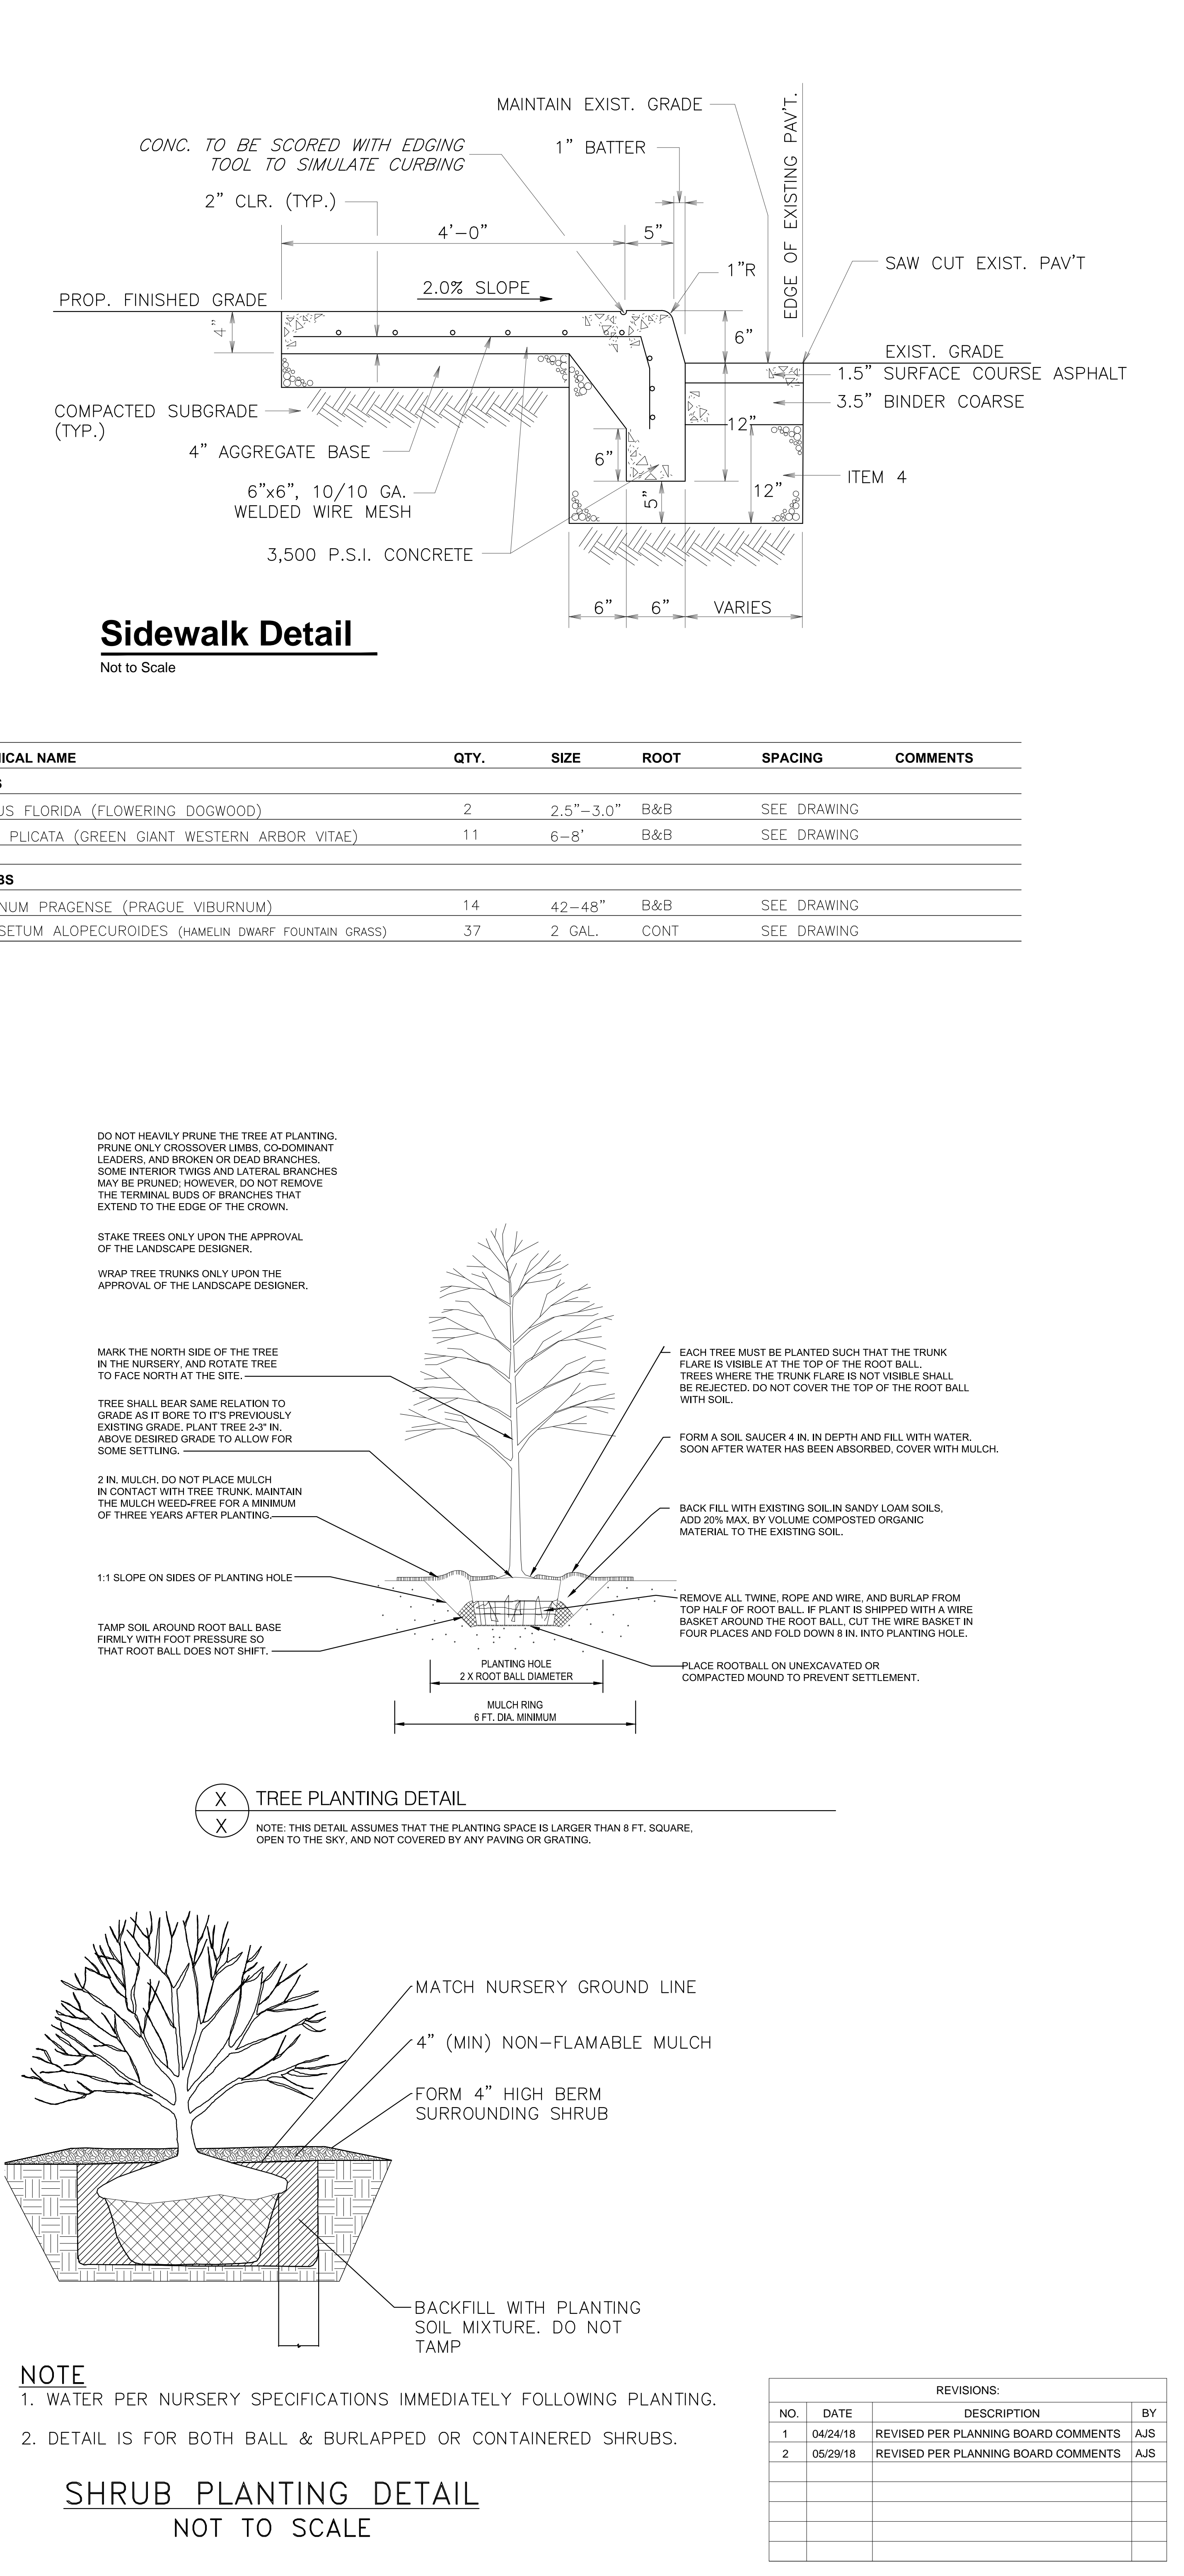 MAINTAIN EXIST. GRADE
EDGE OF EXISTING PAV'T.
CONC. TO BE SCORED WITH EDGING
TOOL TO SIMULATE CURBING
1" BATTER
2" CLR. (TYP.)
4'-0"
5"
1"R
SAW CUT EXIST. PAV'T
2.0% SLOPE
PROP. FINISHED GRADE
4"
6"
EXIST. GRADE
1.5" SURFACE COURSE ASPHALT
3.5" BINDER COARSE
COMPACTED SUBGRADE
(TYP.)
12"
4" AGGREGATE BASE
6"
ITEM 4
6"x6", 10/10 GA.
WELDED WIRE MESH
5"
12"
3,500 P.S.I. CONCRETE
6"
6"
VARIES
Sidewalk Detail
Not to Scale
ICAL NAME QTY. SIZE ROOT SPACING COMMENTS
S
US FLORIDA (FLOWERING DOGWOOD) 2 2.5"-3.0" B&B SEE DRAWING
PLICATA (GREEN GIANT WESTERN ARBOR VITAE) 11 6-8' B&B SEE DRAWING
BS
NUM PRAGENSE (PRAGUE VIBURNUM) 14 42-48" B&B SEE DRAWING
SETUM ALOPECUROIDES (HAMELIN DWARF FOUNTAIN GRASS) 37 2 GAL. CONT SEE DRAWING
DO NOT HEAVILY PRUNE THE TREE AT PLANTING.
PRUNE ONLY CROSSOVER LIMBS, CO-DOMINANT
LEADERS, AND BROKEN OR DEAD BRANCHES.
SOME INTERIOR TWIGS AND LATERAL BRANCHES
MAY BE PRUNED; HOWEVER, DO NOT REMOVE
THE TERMINAL BUDS OF BRANCHES THAT
EXTEND TO THE EDGE OF THE CROWN.
STAKE TREES ONLY UPON THE APPROVAL
OF THE LANDSCAPE DESIGNER.
WRAP TREE TRUNKS ONLY UPON THE
APPROVAL OF THE LANDSCAPE DESIGNER.
MARK THE NORTH SIDE OF THE TREE
IN THE NURSERY, AND ROTATE TREE
TO FACE NORTH AT THE SITE.
TREE SHALL BEAR SAME RELATION TO
GRADE AS IT BORE TO IT'S PREVIOUSLY
EXISTING GRADE. PLANT TREE 2-3" IN.
ABOVE DESIRED GRADE TO ALLOW FOR
SOME SETTLING.
2 IN. MULCH. DO NOT PLACE MULCH
IN CONTACT WITH TREE TRUNK. MAINTAIN
THE MULCH WEED-FREE FOR A MINIMUM
OF THREE YEARS AFTER PLANTING.
1:1 SLOPE ON SIDES OF PLANTING HOLE
TAMP SOIL AROUND ROOT BALL BASE
FIRMLY WITH FOOT PRESSURE SO
THAT ROOT BALL DOES NOT SHIFT.
EACH TREE MUST BE PLANTED SUCH THAT THE TRUNK
FLARE IS VISIBLE AT THE TOP OF THE ROOT BALL.
TREES WHERE THE TRUNK FLARE IS NOT VISIBLE SHALL
BE REJECTED. DO NOT COVER THE TOP OF THE ROOT BALL
WITH SOIL.
FORM A SOIL SAUCER 4 IN. IN DEPTH AND FILL WITH WATER.
SOON AFTER WATER HAS BEEN ABSORBED, COVER WITH MULCH.
BACK FILL WITH EXISTING SOIL.IN SANDY LOAM SOILS,
ADD 20% MAX. BY VOLUME COMPOSTED ORGANIC
MATERIAL TO THE EXISTING SOIL.
REMOVE ALL TWINE, ROPE AND WIRE, AND BURLAP FROM
TOP HALF OF ROOT BALL. IF PLANT IS SHIPPED WITH A WIRE
BASKET AROUND THE ROOT BALL, CUT THE WIRE BASKET IN
FOUR PLACES AND FOLD DOWN 8 IN. INTO PLANTING HOLE.
PLACE ROOTBALL ON UNEXCAVATED OR
COMPACTED MOUND TO PREVENT SETTLEMENT.
PLANTING HOLE
2 X ROOT BALL DIAMETER
MULCH RING
6 FT. DIA. MINIMUM
X
X
TREE PLANTING DETAIL
NOTE: THIS DETAIL ASSUMES THAT THE PLANTING SPACE IS LARGER THAN 8 FT. SQUARE,
OPEN TO THE SKY, AND NOT COVERED BY ANY PAVING OR GRATING.
MATCH NURSERY GROUND LINE
4" (MIN) NON-FLAMABLE MULCH
FORM 4" HIGH BERM
SURROUNDING SHRUB
BACKFILL WITH PLANTING
SOIL MIXTURE. DO NOT
TAMP
NOTE
1. WATER PER NURSERY SPECIFICATIONS IMMEDIATELY FOLLOWING PLANTING.
2. DETAIL IS FOR BOTH BALL & BURLAPPED OR CONTAINERED SHRUBS.
SHRUB PLANTING DETAIL
NOT TO SCALE
REVISIONS:
NO. DATE DESCRIPTION BY
1 04/24/18 REVISED PER PLANNING BOARD COMMENTS AJS
2 05/29/18 REVISED PER PLANNING BOARD COMMENTS AJS